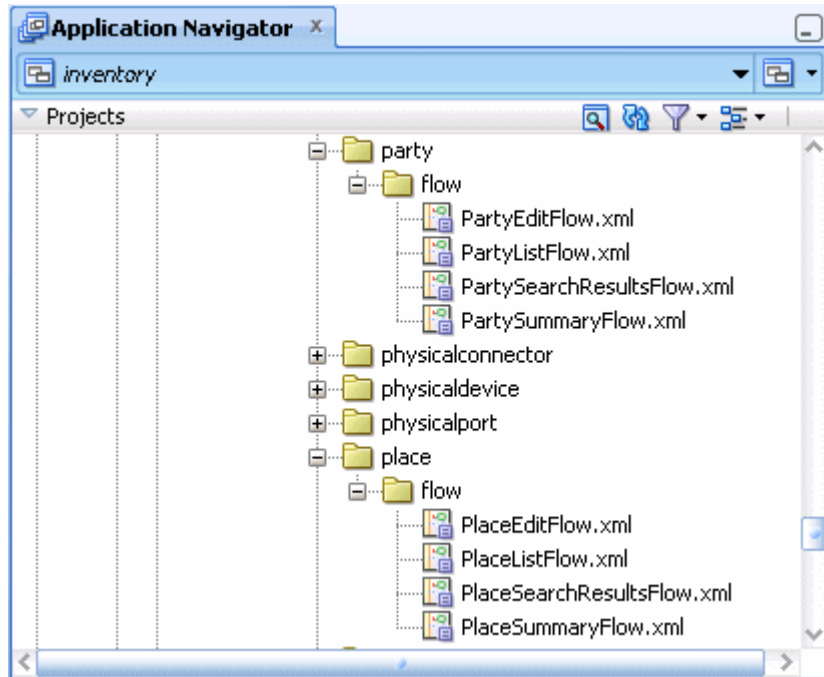 Application Navigator
inventory
Projects
party
flow
PartyEditFlow.xml
PartyListFlow.xml
PartySearchResultsFlow.xml
PartySummaryFlow.xml
physicalconnector
physicaldevice
physicalport
place
flow
PlaceEditFlow.xml
PlaceListFlow.xml
PlaceSearchResultsFlow.xml
PlaceSummaryFlow.xml